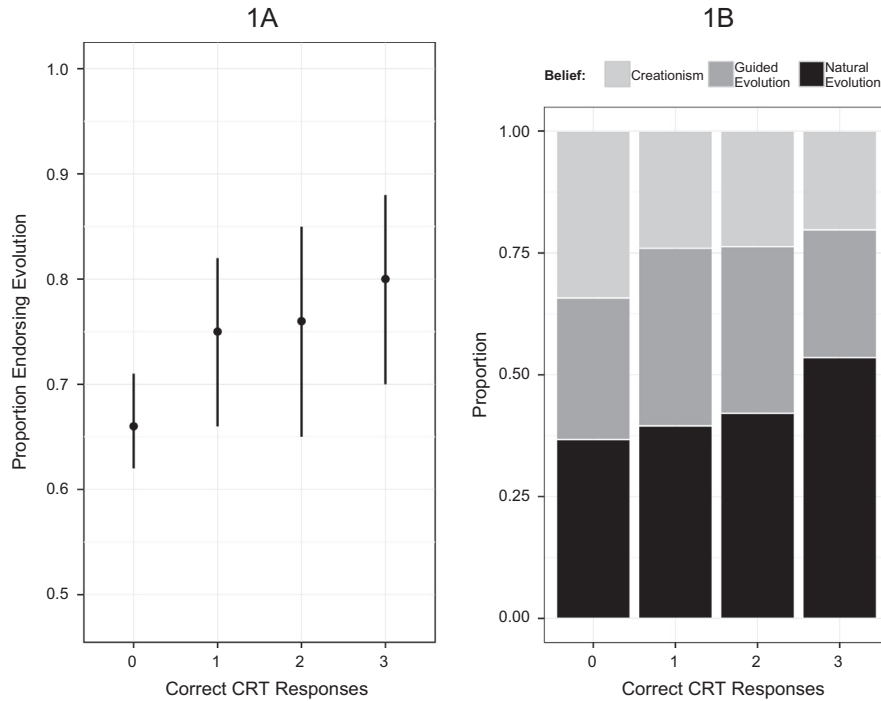 1A
1.0
0.9
0.8
0.7
0.6
0.5
Proportion Endorsing Evolution
0 1 2 3
Correct CRT Responses
1B
Belief: Creationism Guided Evolution Natural Evolution
1.00
0.75
0.50
0.25
0.00
Proportion
0 1 2 3
Correct CRT Responses